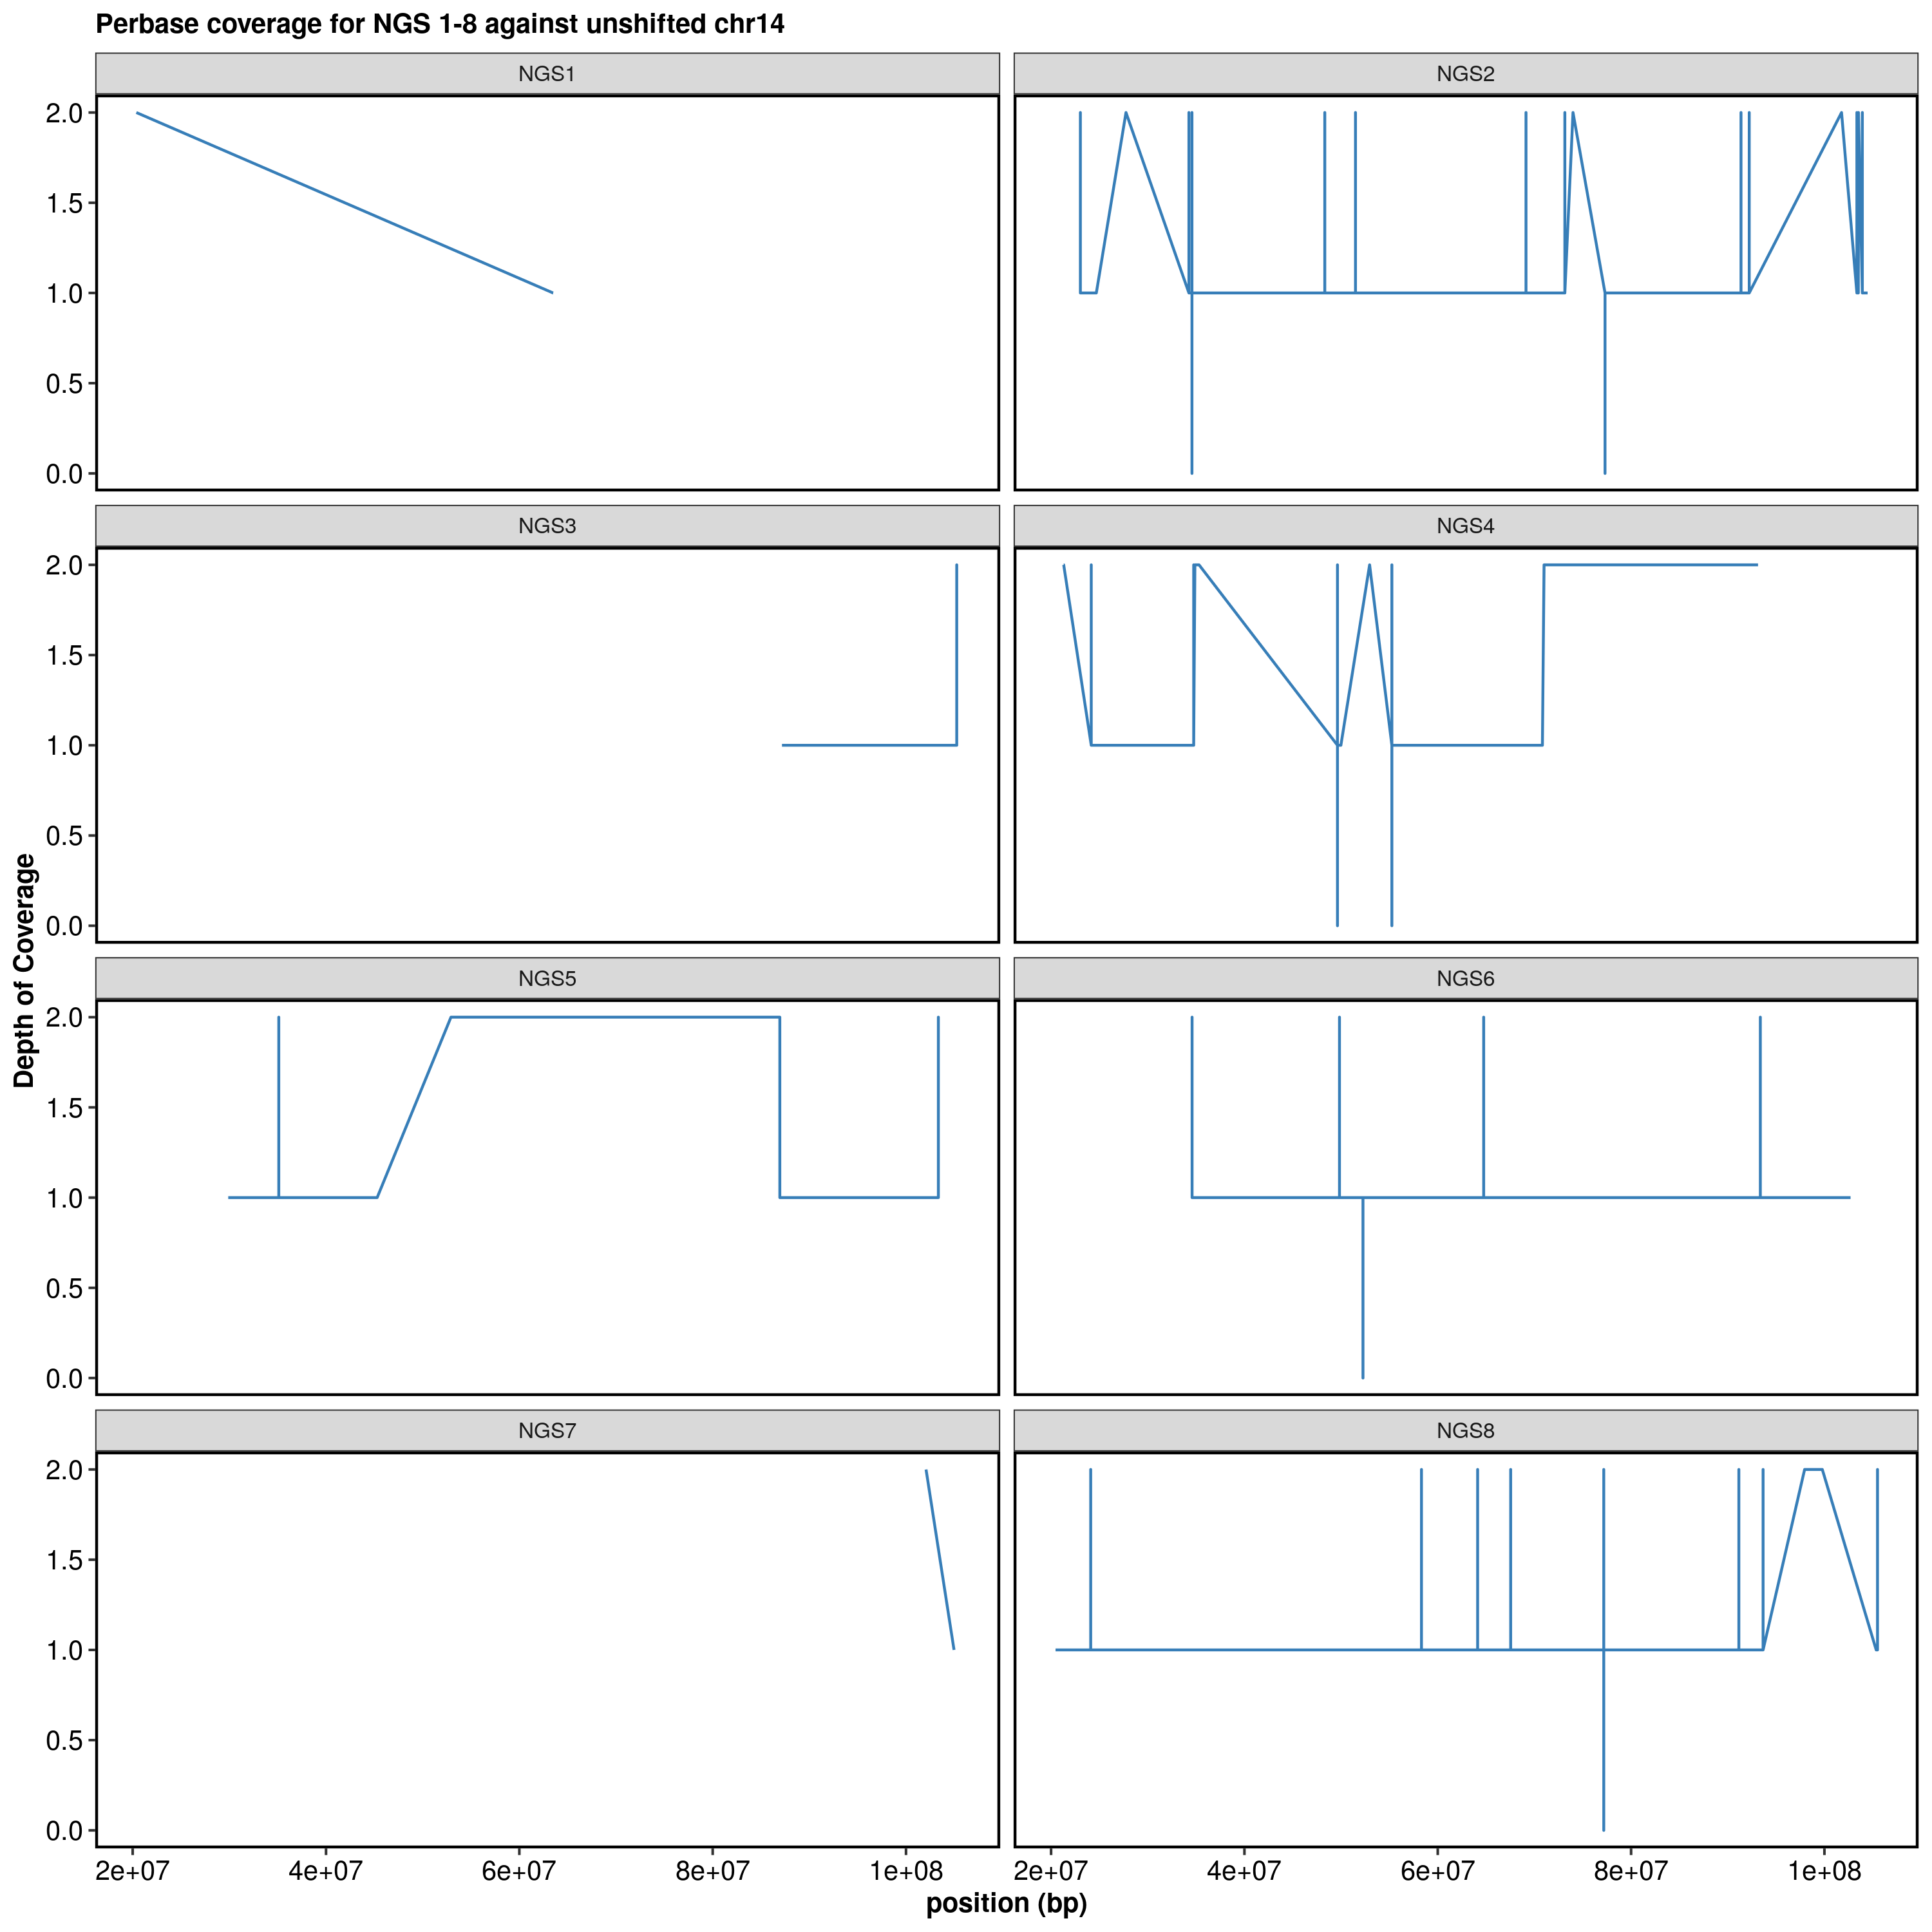 Perbase coverage for NGS 1-8 against unshifted chr14
NGS1
NGS2
2.0
1.5
1.0
0.5
0.0
NGS3
NGS4
2.0
1.5
1.0
0.5
0.0
NGS5
NGS6
2.0
1.5
1.0
0.5
0.0
NGS7
NGS8
2.0
1.5
1.0
0.5
0.0
Depth of Coverage
2e+07 4e+07 6e+07 8e+07 1e+08 2e+07 4e+07 6e+07 8e+07 1e+08
position (bp)